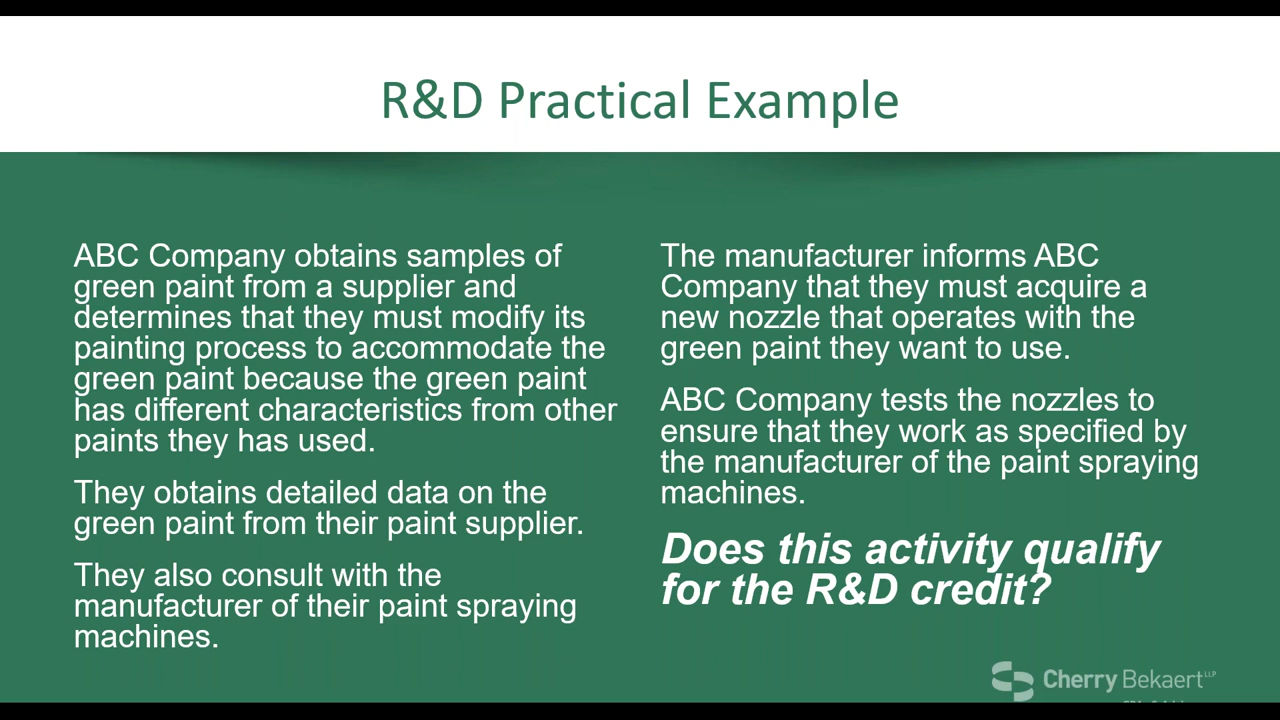 R&D Practical Example
ABC Company obtains samples of
green paint from a supplier and
determines that they must modify its
painting process to accommodate the
green paint because the green paint
has different characteristics from other
paints they has used.
They obtains detailed data on the
green paint from their paint supplier.
They also consult with the
manufacturer of their paint spraying
machines.
The manufacturer informs ABC
Company that they must acquire a
new nozzle that operates with the
green paint they want to use.
ABC Company tests the nozzles to
ensure that they work as specified by
the manufacturer of the paint spraying
machines.
Does this activity qualify
for the R&D credit?
Cherry Bekaert LLP